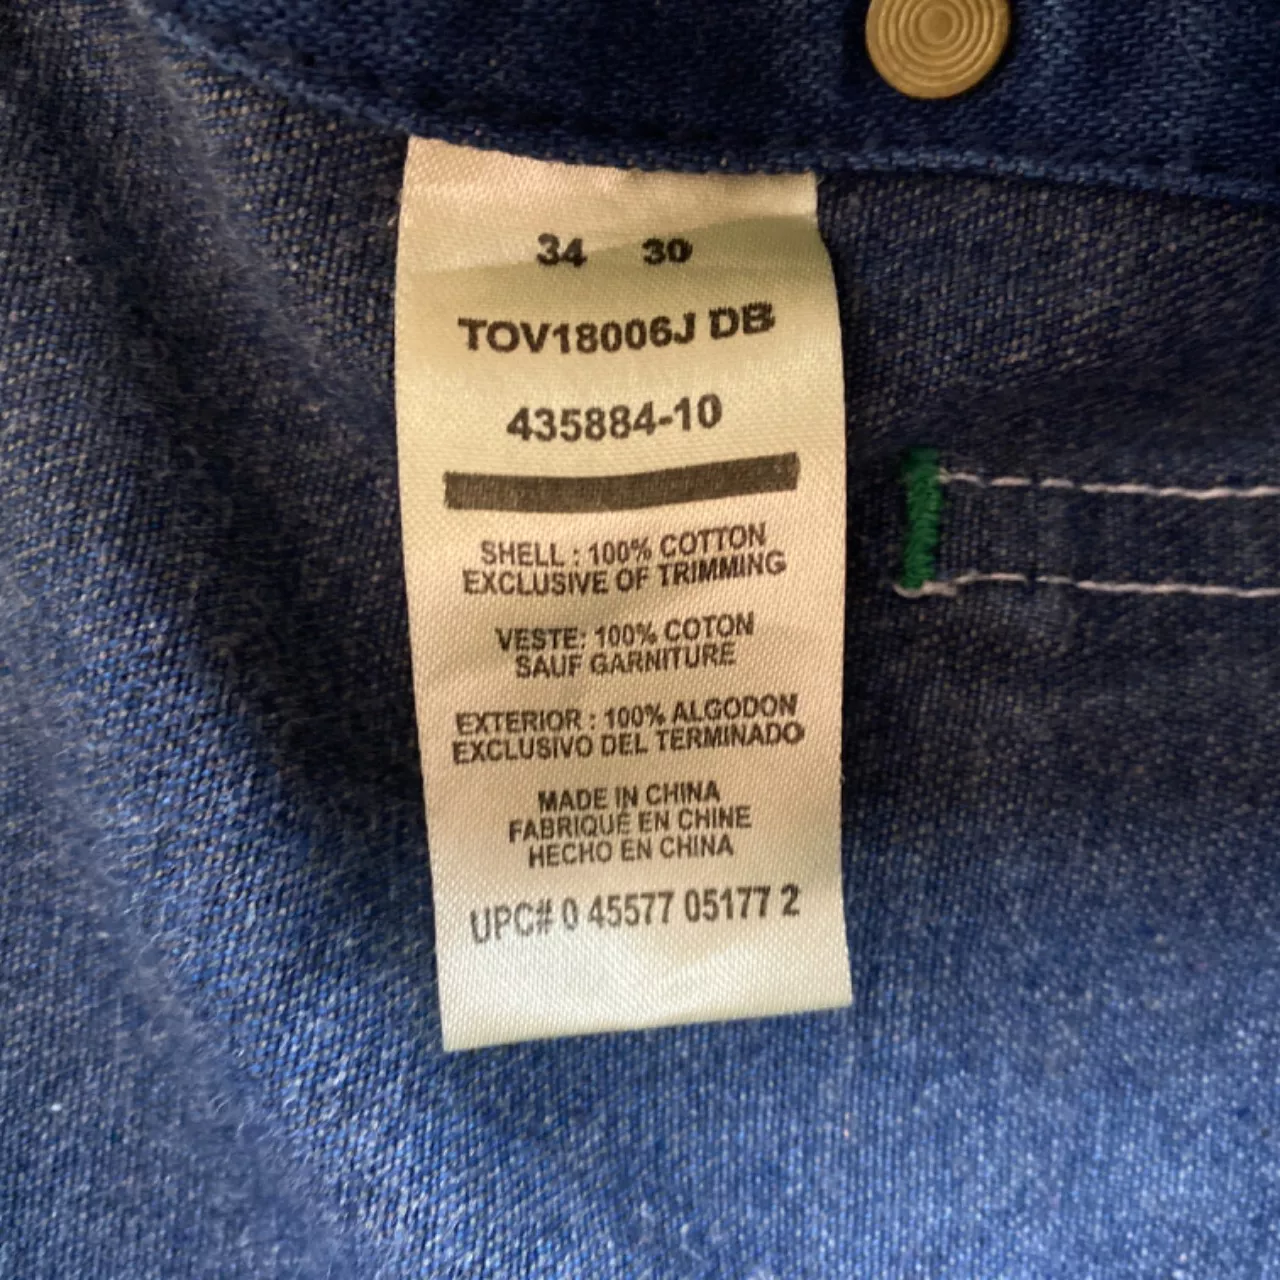 34 30
TOV18006J DB
435884-10
SHELL : 100% COTTON
EXCLUSIVE OF TRIMMING
VESTE: 100% COTON
SAUF GARNITURE
EXTERIOR : 100% ALGODON
EXCLUSIVO DEL TERMINADO
MADE IN CHINA
FABRIQUÉ EN CHINE
HECHO EN CHINA
UPC# 0 45577 05177 2